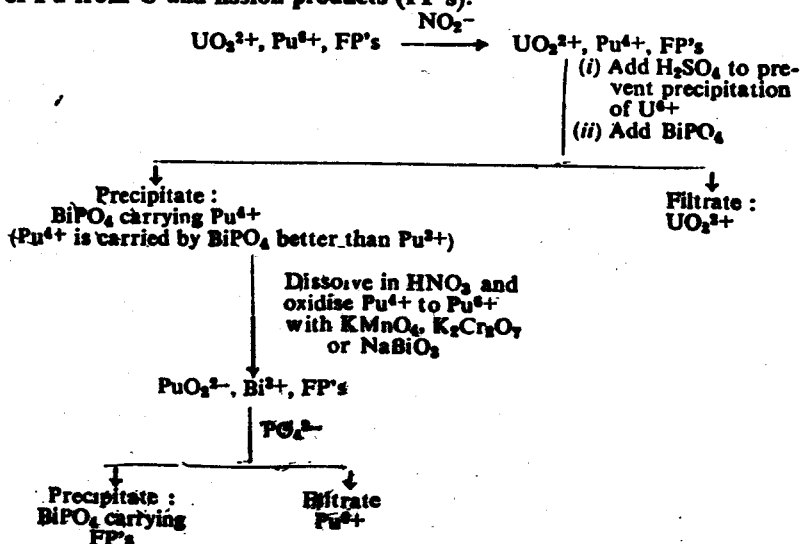 of Pu from U and fission products (FP's).
NO₂⁻
UO₂²⁺, Pu⁶⁺, FP's
UO₂²⁺, Pu⁴⁺, FP's
(i) Add H₂SO₄ to pre-
vent precipitation
of U⁶⁺
(ii) Add BiPO₄
Precipitate :
BiPO₄ carrying Pu⁴⁺
(Pu⁴⁺ is carried by BiPO₄ better than Pu³⁺)
Filtrate :
UO₂²⁺
Dissolve in HNO₃ and
oxidise Pu⁴⁺ to Pu⁶⁺
with KMnO₄, K₂Cr₂O₇
or NaBiO₃
PuO₂²⁻, Bi³⁺, FP's
PO₄³⁻
Precipitate :
BiPO₄ carrying
FP's
Filtrate
Pu⁶⁺